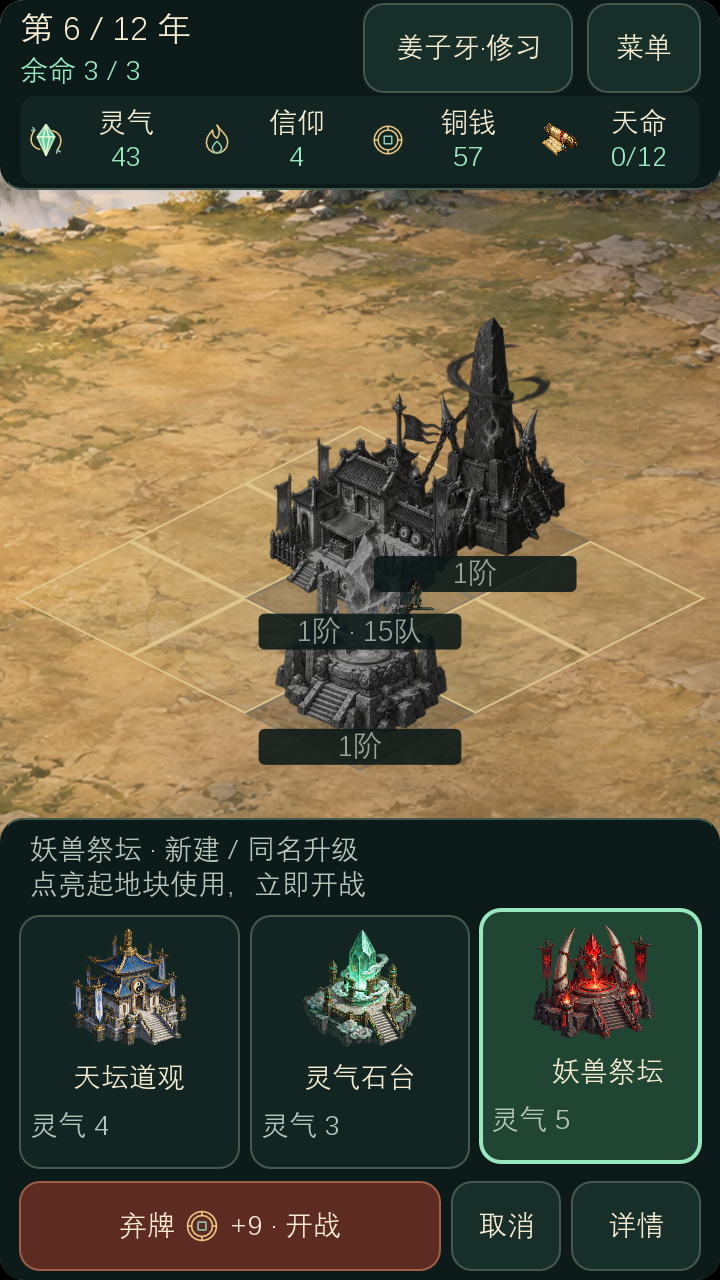 第 6 / 12 年
余命 3 / 3
姜子牙·修习
菜单
灵气
43
信仰
4
铜钱
57
天命
0/12
1阶
1阶 · 15队
1阶
妖兽祭坛 · 新建 / 同名升级
点亮起地块使用，立即开战
天坛道观
灵气 4
灵气石台
灵气 3
妖兽祭坛
灵气 5
弃牌 +9 · 开战
取消
详情